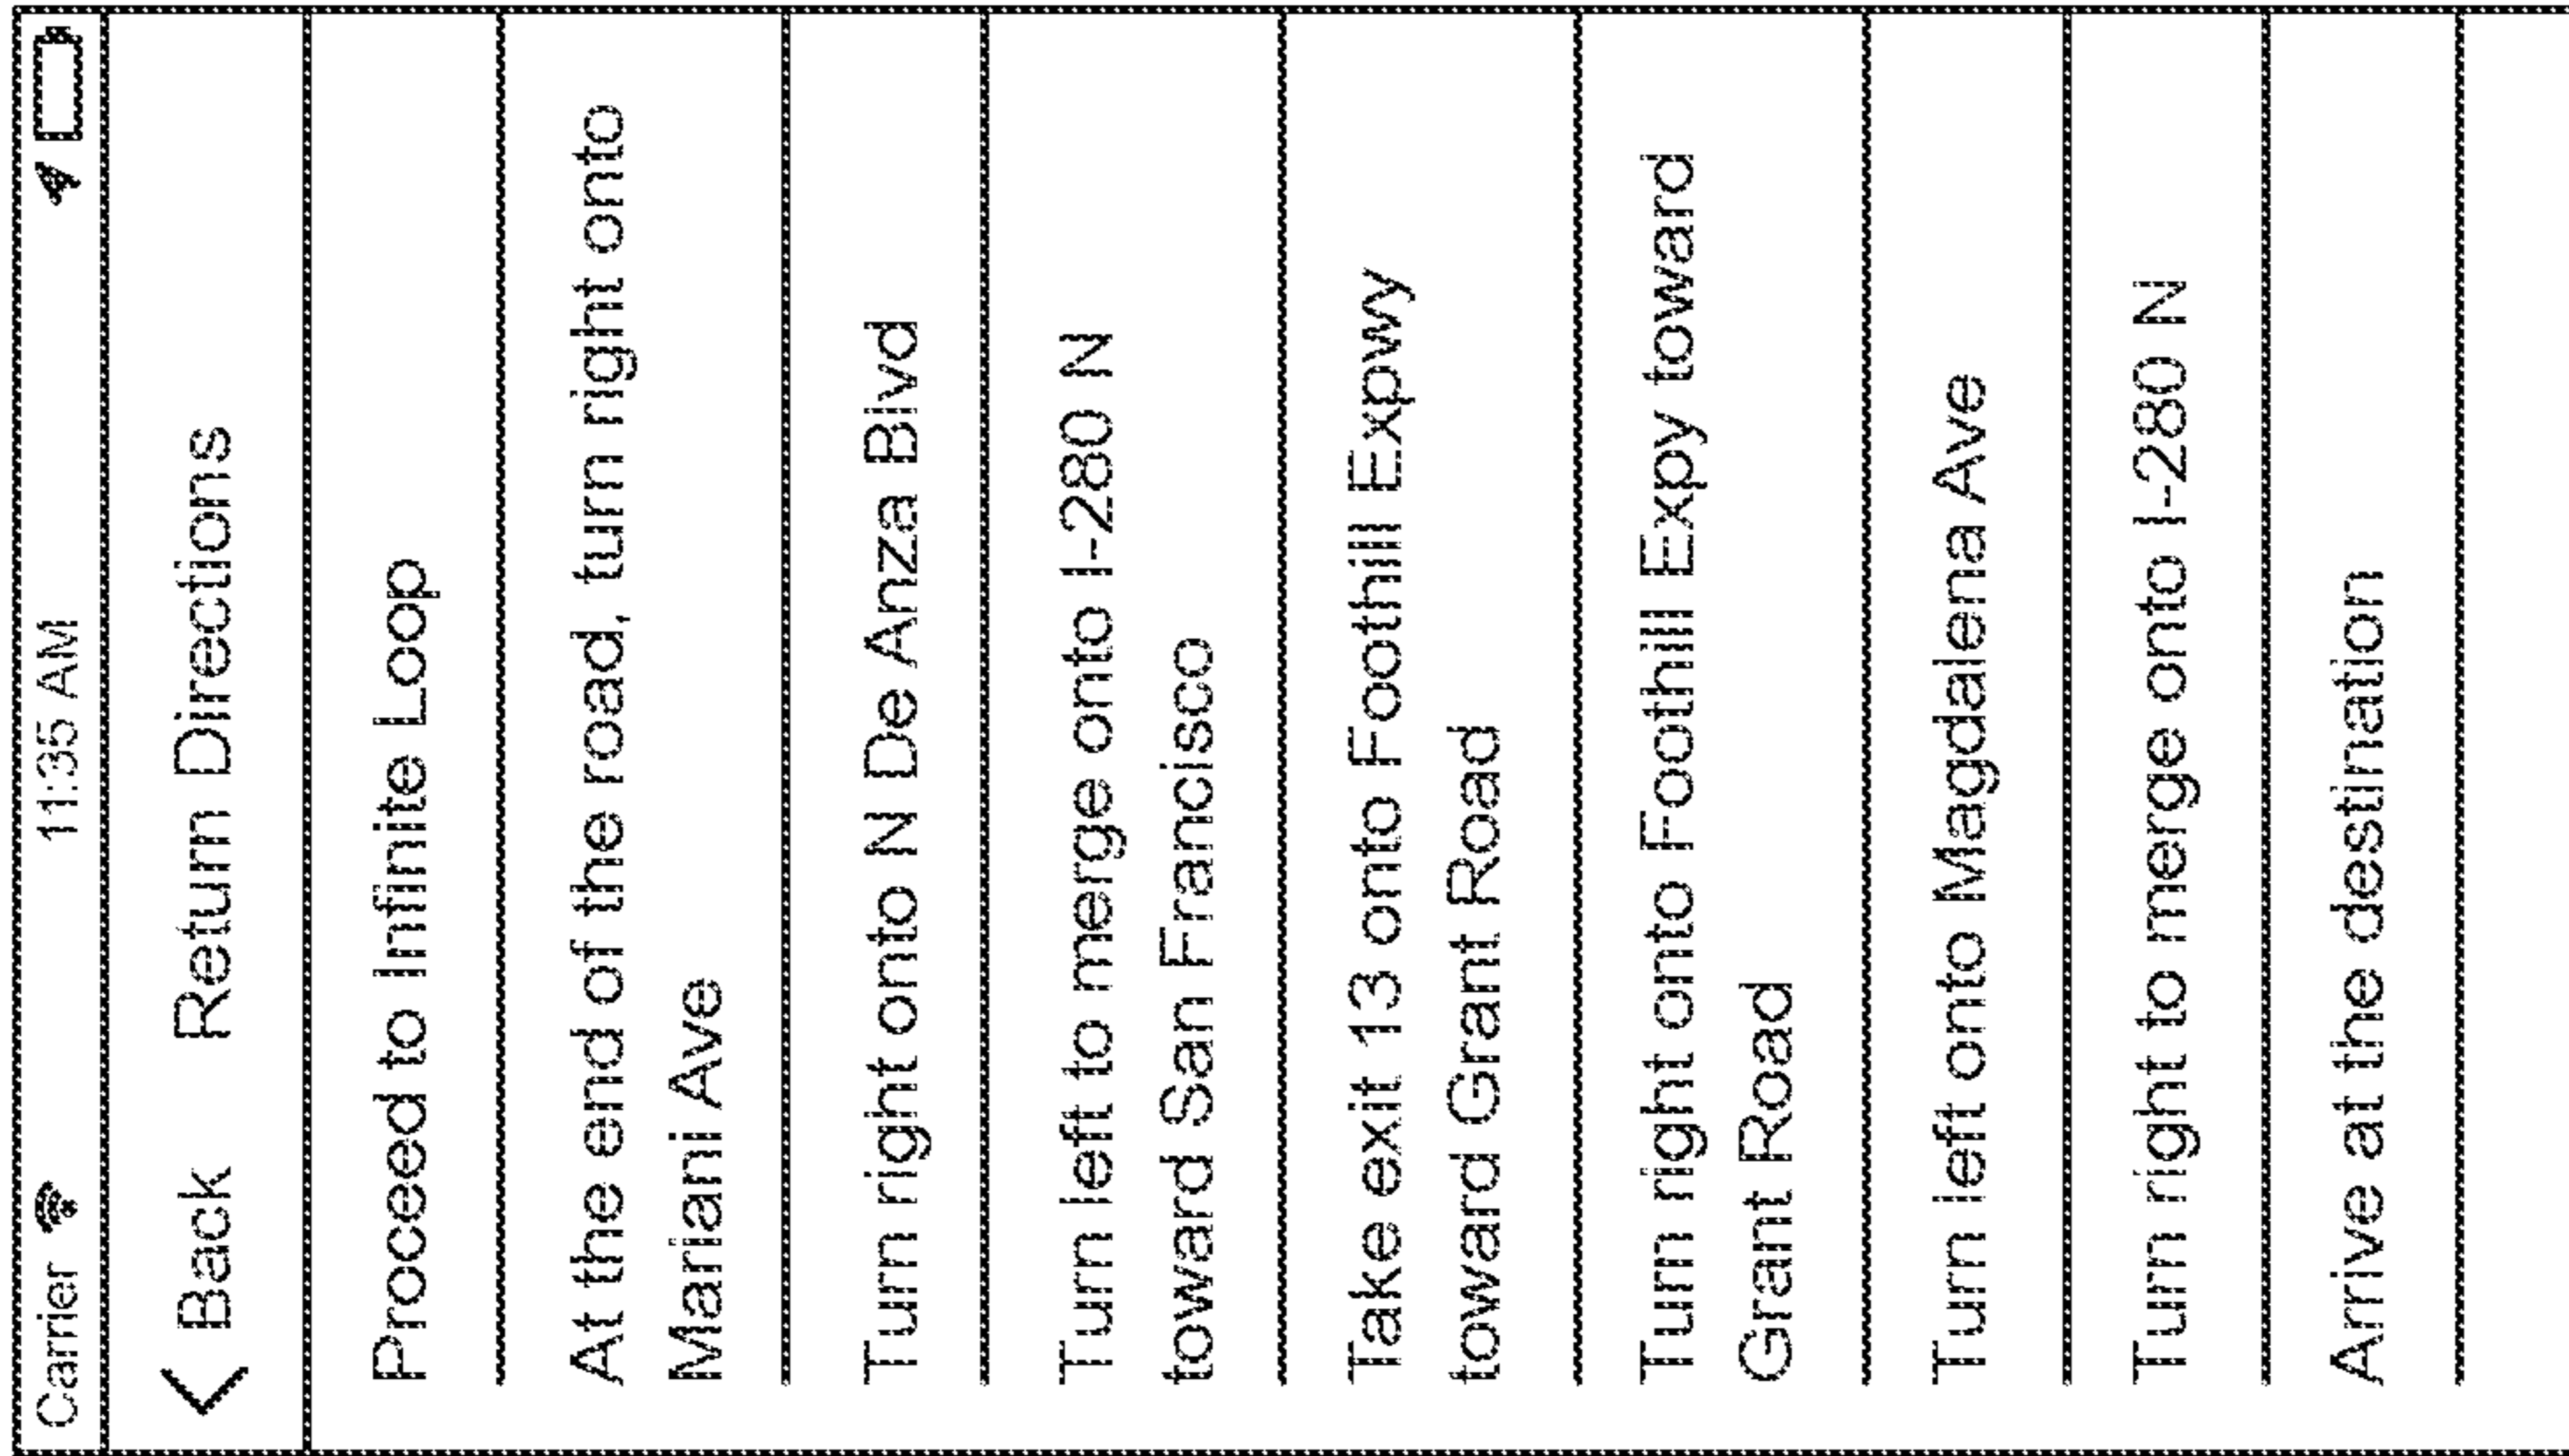 Carrier 11:35 AM
Back Return Directions
Proceed to Infinite Loop
At the end of the road, turn right onto
Mariani Ave
Turn right onto N De Anza Blvd
Turn left to merge onto I-280 N
toward San Francisco
Take exit 13 onto Foothill Expwy
toward Grant Road
Turn right onto Foothill Expy toward
Grant Road
Turn left onto Magdalena Ave
Turn right to merge onto I-280 N
Arrive at the destination